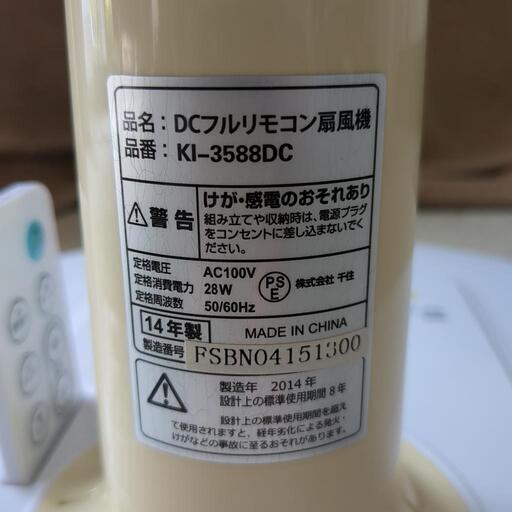 品名：DCフルリモコン扇風機
品番：KI-3588DC
警告
けが・感電のおそれあり
組み立てや収納時は、電源プラグ
をコンセントに差し込まないでく
ださい。
定格電圧 AC100V
定格消費電力 28W
定格周波数 50/60Hz
PS
E
株式会社 千住
14年製
MADE IN CHINA
製造番号 FSBN04151300
製造年 2014年
設計上の標準使用期間 8年
設計上の標準使用期間を超え
て使用されますと、経年劣化による発火・
けがなどの事故に至るおそれがあります。